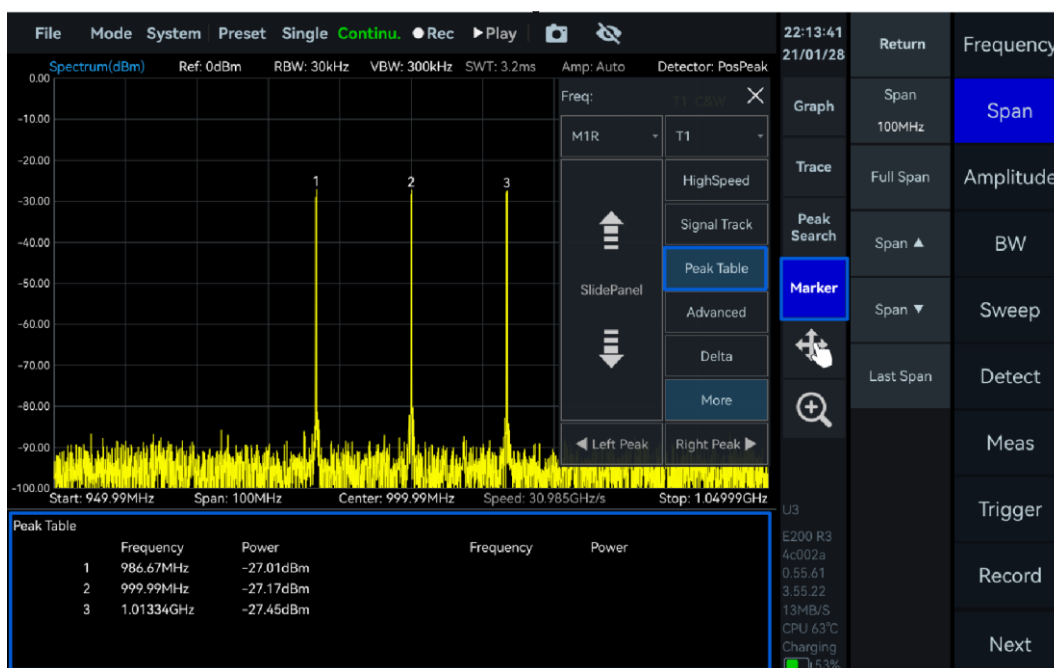 File Mode System Preset Single Continu. Rec Play
22:13:41
21/01/28
Spectrum(dBm) Ref: 0dBm RBW: 30kHz VBW: 300kHz SWT: 3.2ms Amp: Auto Detector: PosPeak
0.00
-10.00
-20.00
-30.00
-40.00
-50.00
-60.00
-70.00
-80.00
-90.00
-100.00
1 2 3
Start: 949.99MHz Span: 100MHz Center: 999.99MHz Speed: 30.985GHz/s Stop: 1.04999GHz
Freq: T1 C&W
M1R T1
HighSpeed
Signal Track
Peak Table
SlidePanel
Advanced
Delta
More
Left Peak Right Peak
Peak Table
Frequency Power Frequency Power
1 986.67MHz -27.01dBm
2 999.99MHz -27.17dBm
3 1.01334GHz -27.45dBm
Graph
Trace
Peak
Search
Marker
U3
E200 R3
4c002a
0.55.61
3.55.22
13MB/S
CPU 63℃
Charging
53%
Return
Span
100MHz
Full Span
Span ▲
Span ▼
Last Span
Frequency
Span
Amplitude
BW
Sweep
Detect
Meas
Trigger
Record
Next